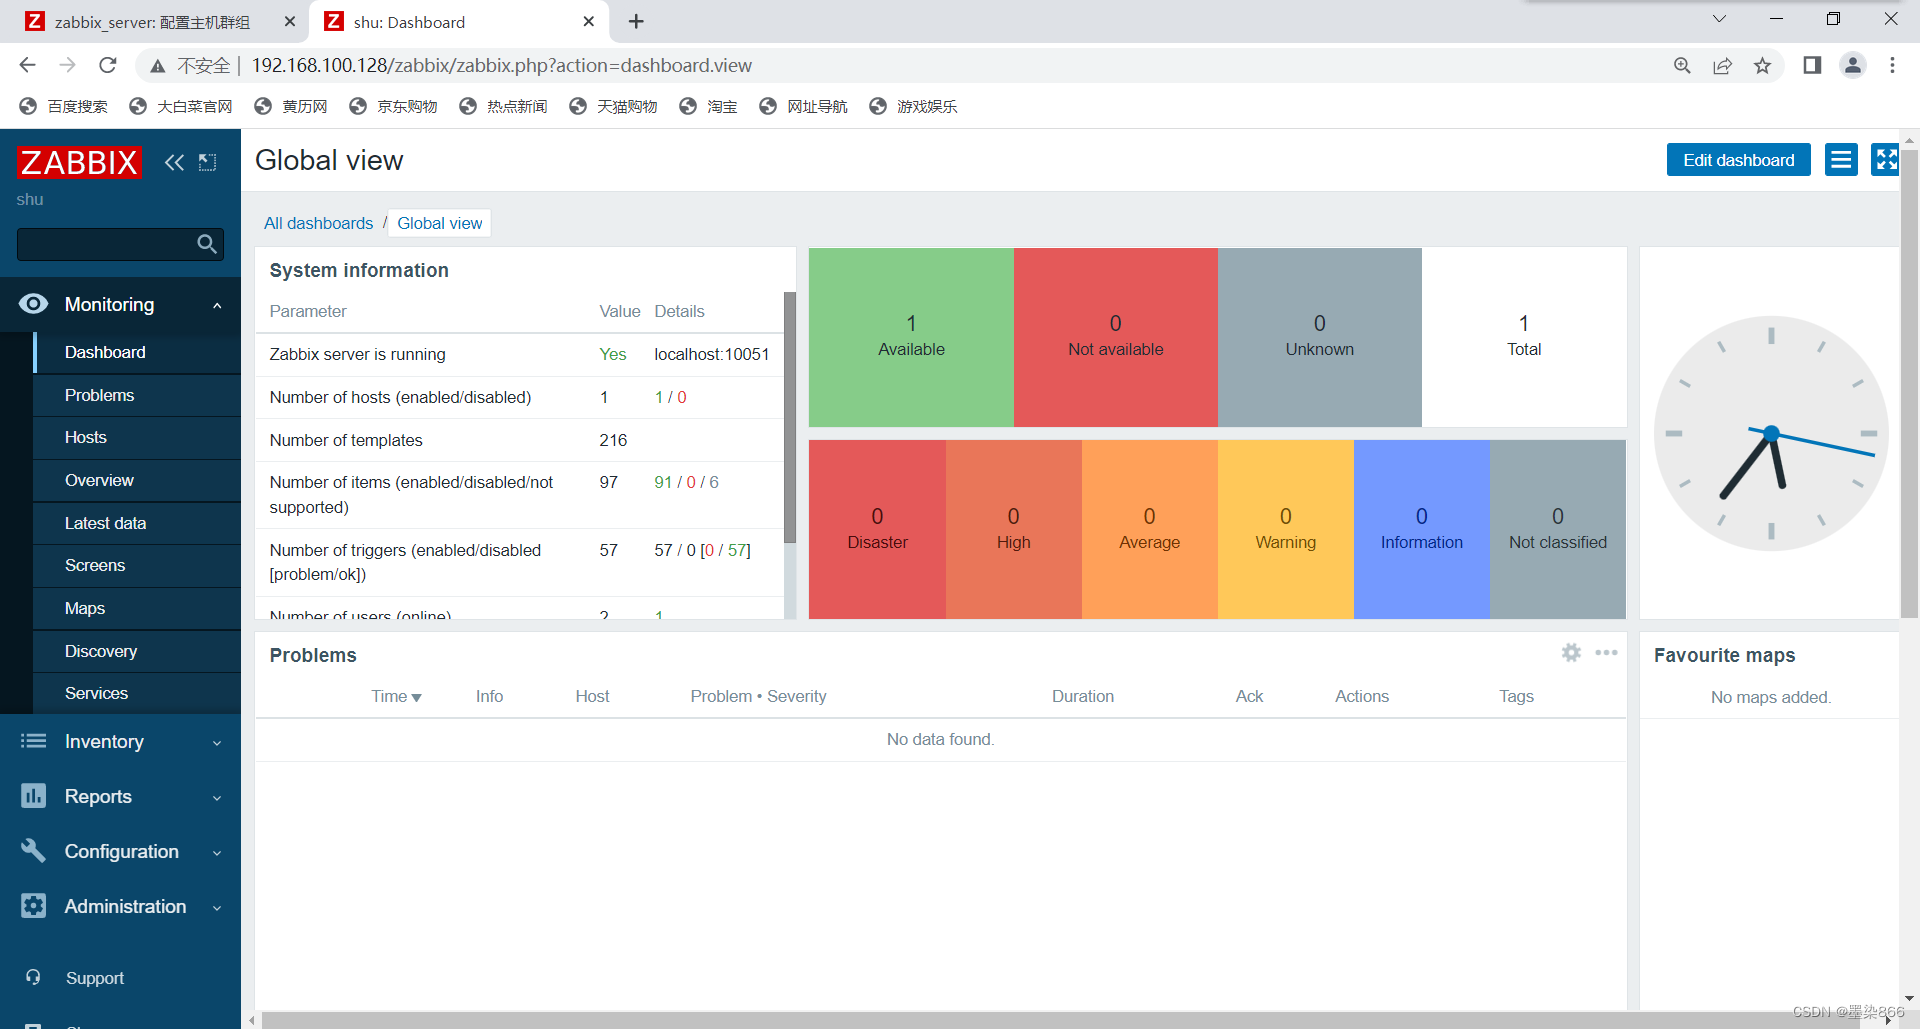 zabbix_server: 配置主机群组
shu: Dashboard
不安全
192.168.100.128/zabbix/zabbix.php?action=dashboard.view
百度搜索
大白菜官网
黄历网
京东购物
热点新闻
天猫购物
淘宝
网址导航
游戏娱乐
ZABBIX
shu
Monitoring
Dashboard
Problems
Hosts
Overview
Latest data
Screens
Maps
Discovery
Services
Inventory
Reports
Configuration
Administration
Support
Global view
Edit dashboard
All dashboards / Global view
System information
Parameter Value Details
Zabbix server is running Yes localhost:10051
Number of hosts (enabled/disabled) 1 1 / 0
Number of templates 216
Number of items (enabled/disabled/not 97 91 / 0 / 6
supported)
Number of triggers (enabled/disabled 57 57 / 0 [0 / 57]
[problem/ok])
Number of users (online) 2 1
1
Available
0
Not available
0
Unknown
1
Total
0
Disaster
0
High
0
Average
0
Warning
0
Information
0
Not classified
Problems
Time Info Host Problem • Severity Duration Ack Actions Tags
No data found.
Favourite maps
No maps added.
CSDN @墨染866